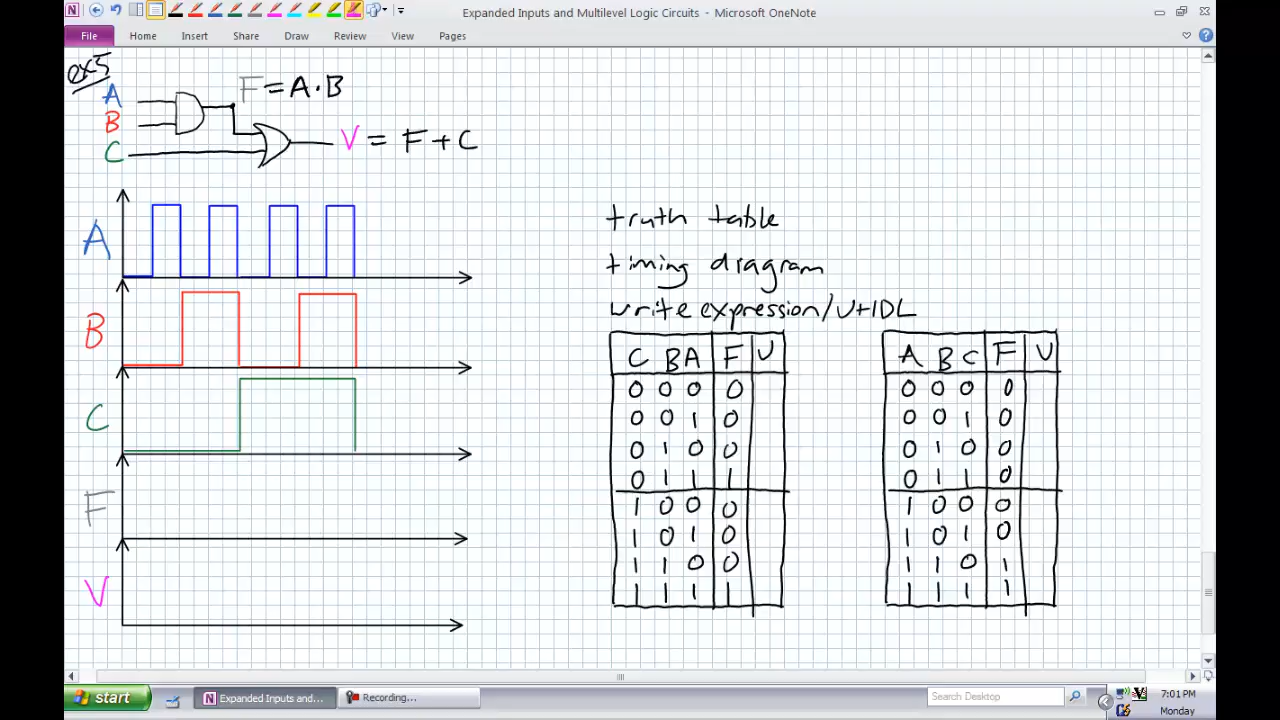 Expanded Inputs and Multilevel Logic Circuits - Microsoft OneNote
File Home Insert Share Draw Review View Pages
ex5
A
B
C
F = A·B
V = F + C
A
B
C
F
V
truth table
timing diagram
write expression/VHDL
C B A F V
0 0 0 0
0 0 1 0
0 1 0 0
0 1 1 1
1 0 0 0
1 0 1 0
1 1 0 0
1 1 1 1
A B C F V
0 0 0 0
0 0 1 0
0 1 0 0
0 1 1 0
1 0 0 0
1 0 1 0
1 1 0 1
1 1 1 1
start
Expanded Inputs and...
Recording...
Search Desktop
7:01 PM
Monday